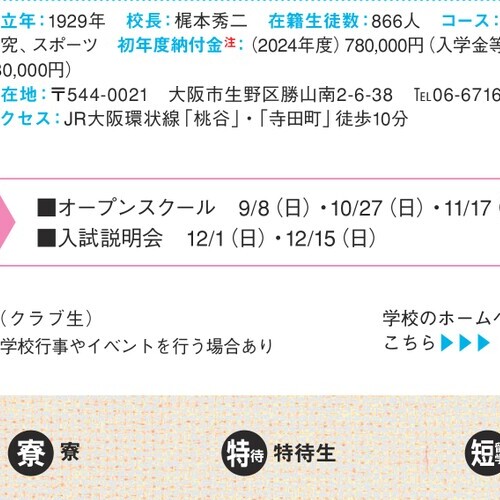 立年：1929年　校長：梶本秀二　在籍生徒数：866人　コース：
究、スポーツ　初年度納付金注：（2024年度）780,000円（入学金等
30,000円）
在地：〒544-0021　大阪市生野区勝山南2-6-38　℡06-6716
クセス：JR大阪環状線「桃谷」・「寺田町」徒歩10分
■オープンスクール　9/8（日）・10/27（日）・11/17
■入試説明会　12/1（日）・12/15（日）
（クラブ生）
学校行事やイベントを行う場合あり
学校のホーム
こちら▶▶▶
寮 寮
特待 特待生
短